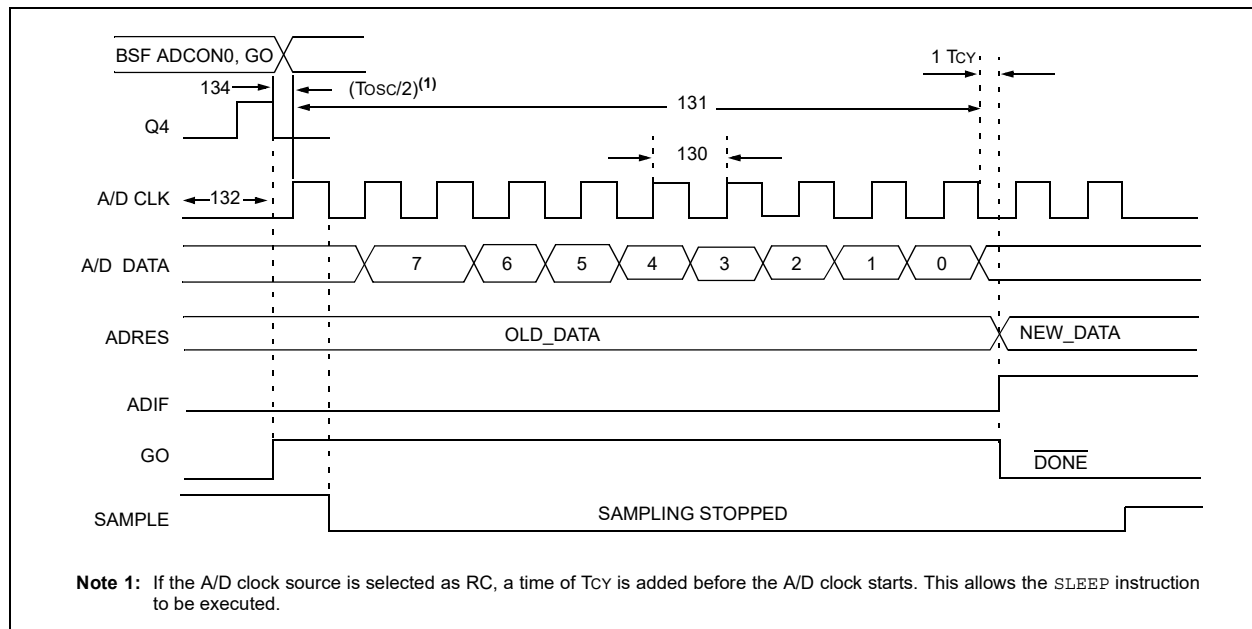 BSF ADCON0, GO
1 TCY
134
(TOSC/2)(1)
131
Q4
130
A/D CLK
132
A/D DATA
7 6 5 4 3 2 1 0
ADRES
OLD_DATA
NEW_DATA
ADIF
GO
DONE
SAMPLE
SAMPLING STOPPED
Note 1: If the A/D clock source is selected as RC, a time of TCY is added before the A/D clock starts. This allows the SLEEP instruction
to be executed.